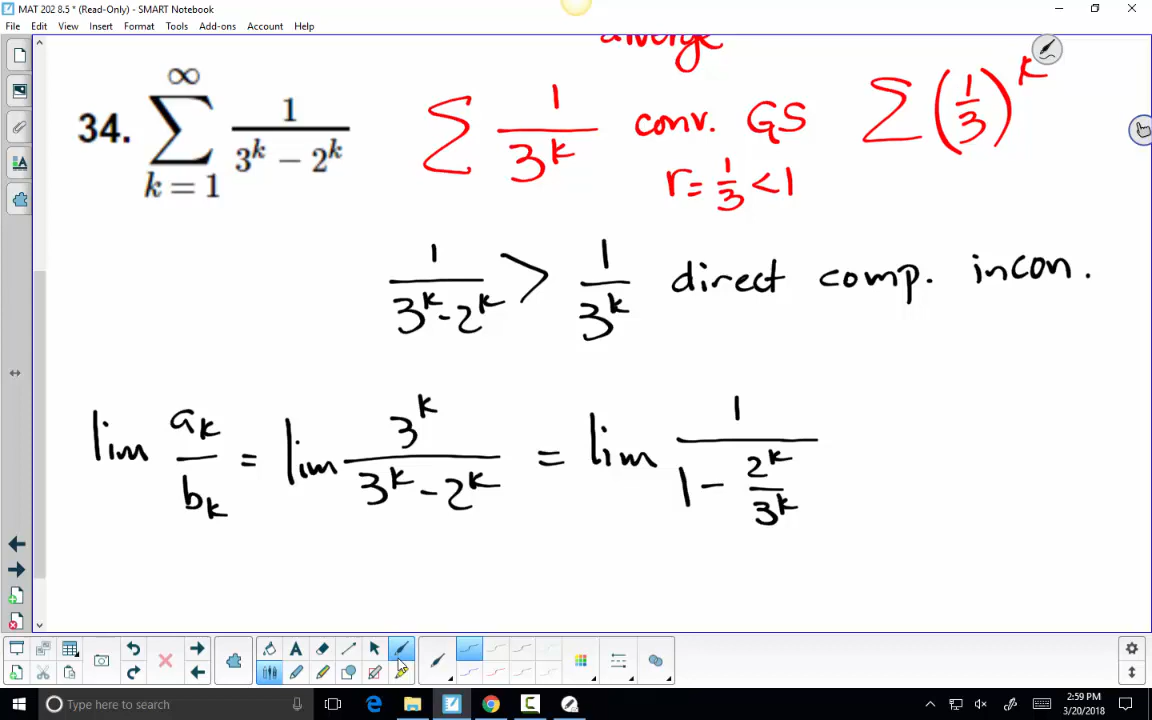 MAT 202 8.5 * (Read-Only) - SMART Notebook
File Edit View Insert Format Tools Add-ons Account Help
diverge
34. ∑_{k=1}^{∞} 1/(3^k − 2^k)
∑ 1/3^k conv. GS ∑ (1/3)^k
r = 1/3 < 1
1/(3^k - 2^k) > 1/3^k direct comp. incon.
lim a_k/b_k = lim 3^k/(3^k - 2^k) = lim 1/(1 - 2^k/3^k)
Type here to search
2:59 PM
3/20/2018